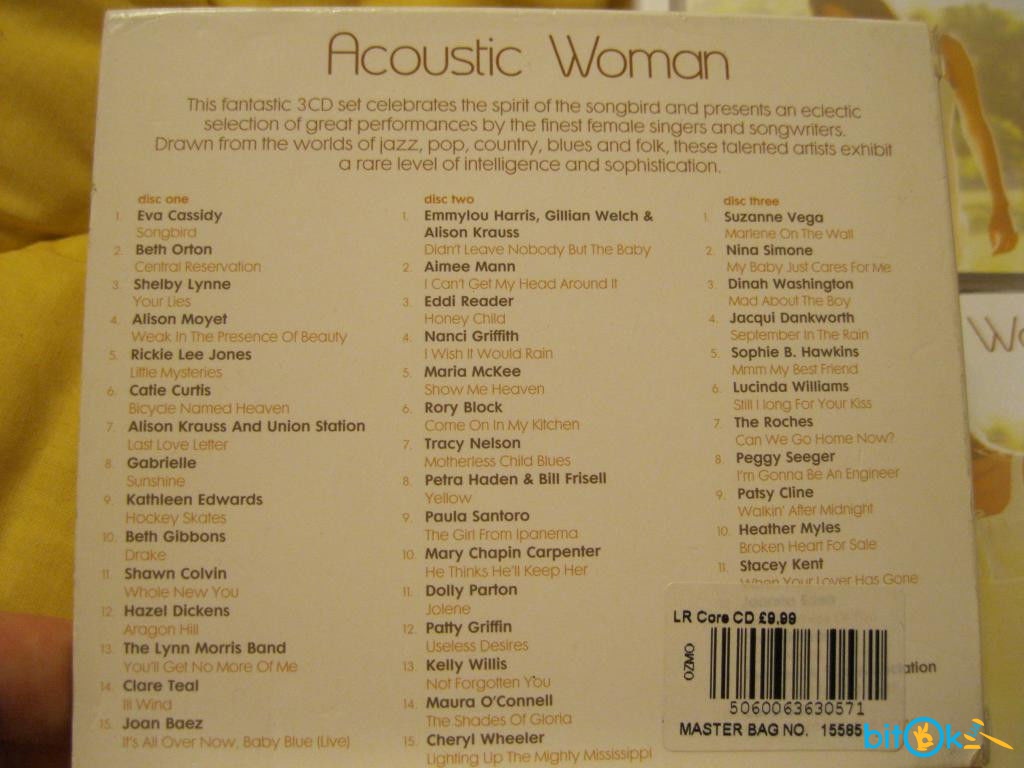 Acoustic Woman
This fantastic 3CD set celebrates the spirit of the songbird and presents an eclectic
selection of great performances by the finest female singers and songwriters.
Drawn from the worlds of jazz, pop, country, blues and folk, these talented artists exhibit
a rare level of intelligence and sophistication.
disc one
1. Eva Cassidy
Songbird
2. Beth Orton
Central Reservation
3. Shelby Lynne
Your Lies
4. Alison Moyet
Weak In The Presence Of Beauty
5. Rickie Lee Jones
Little Mysteries
6. Catie Curtis
Bicycle Named Heaven
7. Alison Krauss And Union Station
Last Love Letter
8. Gabrielle
Sunshine
9. Kathleen Edwards
Hockey Skates
10. Beth Gibbons
Drake
11. Shawn Colvin
Whole New You
12. Hazel Dickens
Aragon Hill
13. The Lynn Morris Band
You'll Get No More Of Me
14. Clare Teal
Ill Wind
15. Joan Baez
It's All Over Now, Baby Blue (Live)
disc two
1. Emmylou Harris, Gillian Welch &
Alison Krauss
Didn't Leave Nobody But The Baby
2. Aimee Mann
I Can't Get My Head Around It
3. Eddi Reader
Honey Child
4. Nanci Griffith
I Wish It Would Rain
5. Maria McKee
Show Me Heaven
6. Rory Block
Come On In My Kitchen
7. Tracy Nelson
Motherless Child Blues
8. Petra Haden & Bill Frisell
Yellow
9. Paula Santoro
The Girl From Ipanema
10. Mary Chapin Carpenter
He Thinks He'll Keep Her
11. Dolly Parton
Jolene
12. Patty Griffin
Useless Desires
13. Kelly Willis
Not Forgotten You
14. Maura O'Connell
The Shades Of Gloria
15. Cheryl Wheeler
Lighting Up The Mighty Mississippi
disc three
1. Suzanne Vega
Marlene On The Wall
2. Nina Simone
My Baby Just Cares For Me
3. Dinah Washington
Mad About The Boy
4. Jacqui Dankworth
September In The Rain
5. Sophie B. Hawkins
Mmm My Best Friend
6. Lucinda Williams
Still I long For Your Kiss
7. The Roches
Can We Go Home Now?
8. Peggy Seeger
I'm Gonna Be An Engineer
9. Patsy Cline
Walkin' After Midnight
10. Heather Myles
Broken Heart For Sale
11. Stacey Kent
When Your Lover Has Gone
LR Core CD £9.99
OZMO
5060063630571
MASTER BAG NO. 15585
ciation
Wo
bitOk